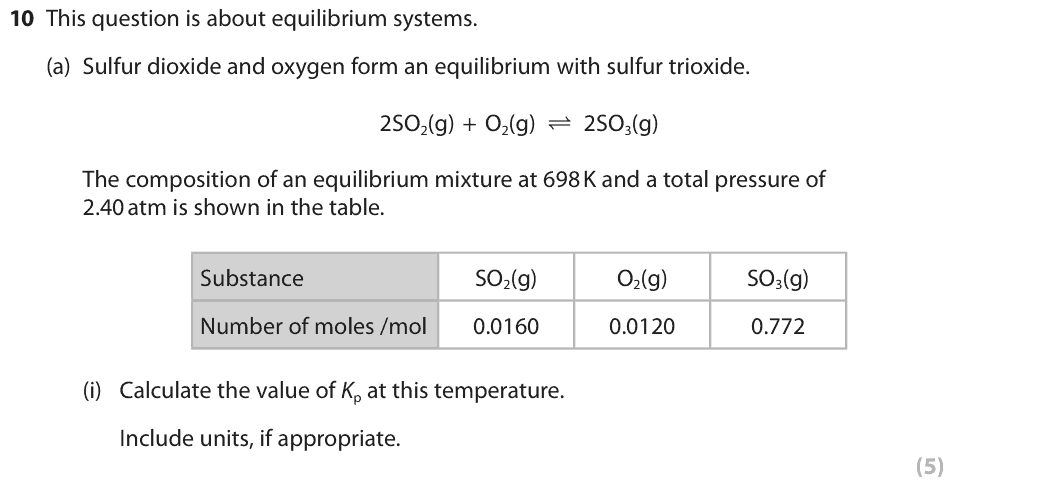 10 This question is about equilibrium systems.
(a) Sulfur dioxide and oxygen form an equilibrium with sulfur trioxide.
2SO₂(g) + O₂(g) ⇌ 2SO₃(g)
The composition of an equilibrium mixture at 698 K and a total pressure of
2.40 atm is shown in the table.
Substance SO₂(g) O₂(g) SO₃(g)
Number of moles /mol 0.0160 0.0120 0.772
(i) Calculate the value of Kₚ at this temperature.
Include units, if appropriate.
(5)